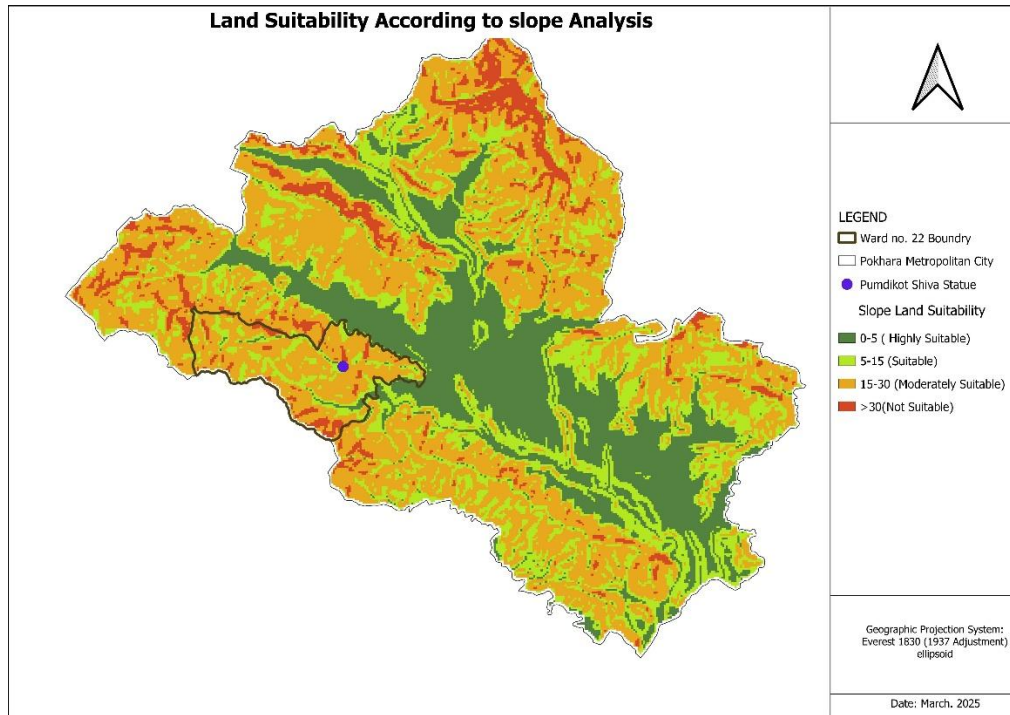 Land Suitability According to slope Analysis
LEGEND
Ward no. 22 Boundry
Pokhara Metropolitan City
Pumdikot Shiva Statue
Slope Land Suitability
0-5 ( Highly Suitable)
5-15 (Suitable)
15-30 (Moderately Suitable)
>30(Not Suitable)
Geographic Projection System:
Everest 1830 (1937 Adjustment)
ellipsoid
Date: March. 2025